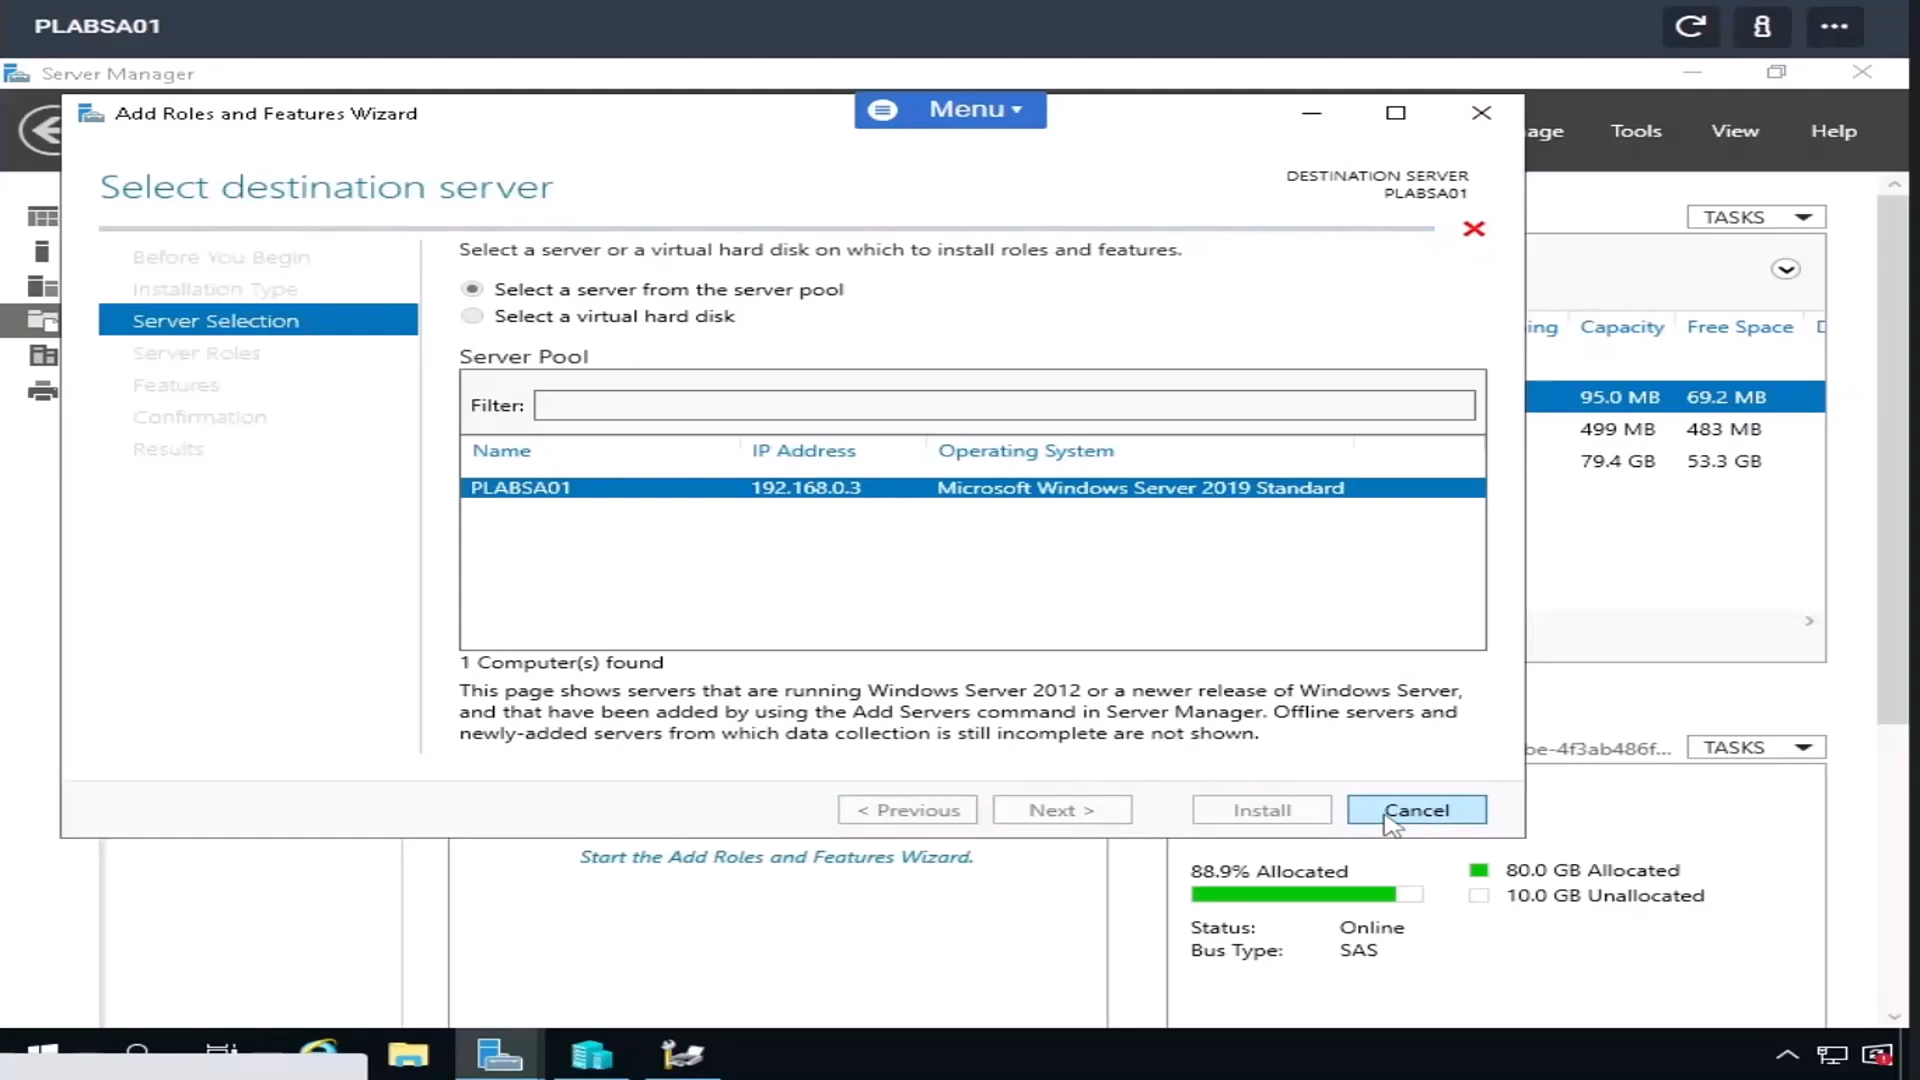 PLABSA01
Server Manager
Add Roles and Features Wizard
Menu
age Tools View Help
Select destination server
DESTINATION SERVER
PLABSA01
TASKS
Before You Begin
Installation Type
Server Selection
Server Roles
Features
Confirmation
Results
Select a server or a virtual hard disk on which to install roles and features.
Select a server from the server pool
Select a virtual hard disk
Server Pool
Filter:
Name IP Address Operating System
PLABSA01 192.168.0.3 Microsoft Windows Server 2019 Standard
1 Computer(s) found
This page shows servers that are running Windows Server 2012 or a newer release of Windows Server,
and that have been added by using the Add Servers command in Server Manager. Offline servers and
newly-added servers from which data collection is still incomplete are not shown.
< Previous Next > Install Cancel
ing Capacity Free Space
95.0 MB 69.2 MB
499 MB 483 MB
79.4 GB 53.3 GB
be-4f3ab486f... TASKS
Start the Add Roles and Features Wizard.
88.9% Allocated
80.0 GB Allocated
10.0 GB Unallocated
Status: Online
Bus Type: SAS